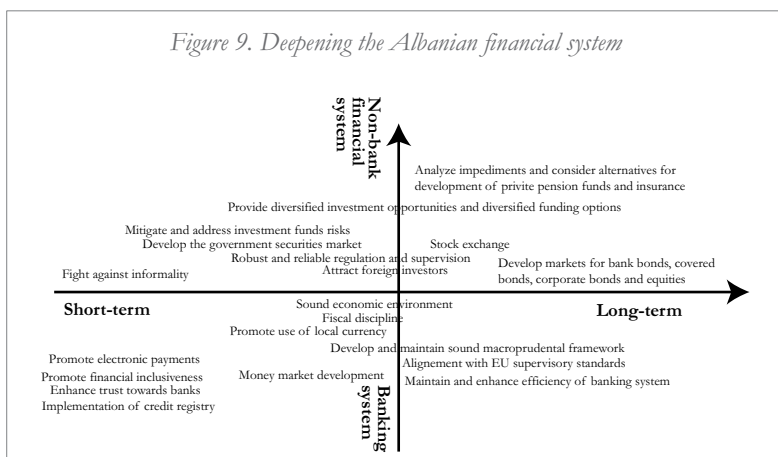 Figure 9. Deepening the Albanian financial system
Non-bank
financial
system
Analyze impediments and consider alternatives for
development of privite pension funds and insurance
Provide diversified investment opportunities and diversified funding options
Mitigate and address investment funds risks
Develop the government securities market
Stock exchange
Robust and reliable regulation and supervision
Attract foreign investors
Fight against informality
Develop markets for bank bonds, covered
bonds, corporate bonds and equities
Short-term
Long-term
Sound economic environment
Fiscal discipline
Promote use of local currency
Develop and maintain sound macroprudental framework
Promote electronic payments
Alignement with EU supervisory standards
Promote financial inclusiveness
Money market development
Maintain and enhance efficiency of banking system
Enhance trust towards banks
Implementation of credit registry
Banking
system